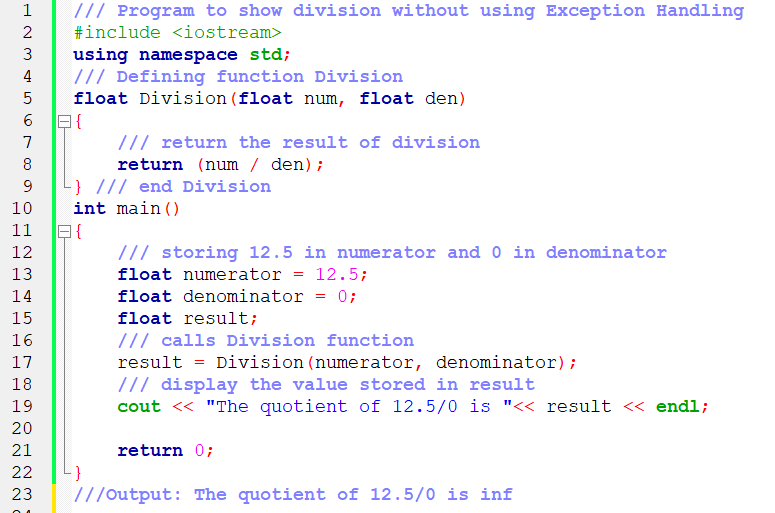 1 /// Program to show division without using Exception Handling
2 #include <iostream>
3 using namespace std;
4 /// Defining function Division
5 float Division(float num, float den)
6 {
7 /// return the result of division
8 return (num / den);
9 } /// end Division
10 int main()
11 {
12 /// storing 12.5 in numerator and 0 in denominator
13 float numerator = 12.5;
14 float denominator = 0;
15 float result;
16 /// calls Division function
17 result = Division(numerator, denominator);
18 /// display the value stored in result
19 cout << "The quotient of 12.5/0 is "<< result << endl;
20
21 return 0;
22 }
23 ///Output: The quotient of 12.5/0 is inf